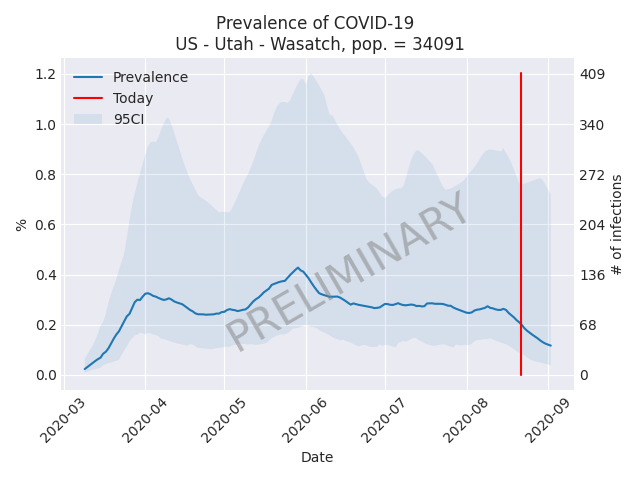 Prevalence of COVID-19
US - Utah - Wasatch, pop. = 34091
Prevalence
Today
95CI
PRELIMINARY
%
1.2
1.0
0.8
0.6
0.4
0.2
0.0
409
340
272
204
136
68
0
# of infections
2020-03
2020-04
2020-05
2020-06
2020-07
2020-08
2020-09
Date